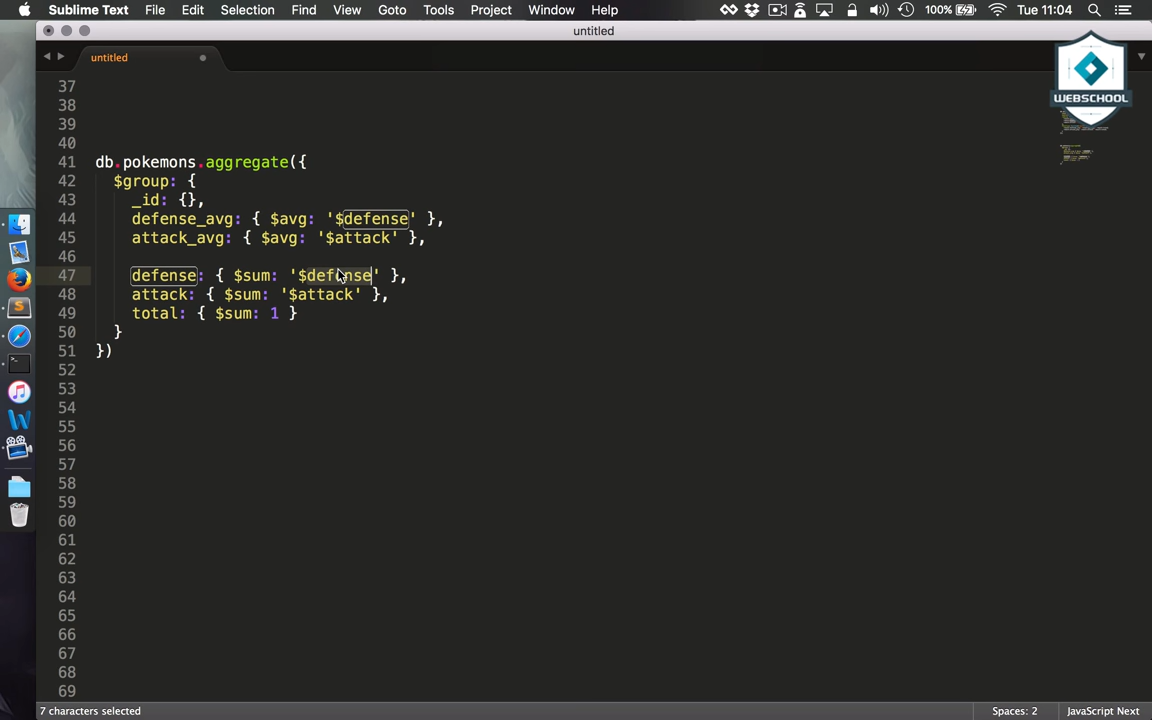 Sublime Text File Edit Selection Find View Goto Tools Project Window Help 100% Tue 11:04
untitled
untitled
WEBSCHOOL
37
38
39
40
41 db.pokemons.aggregate({
42 $group: {
43 _id: {},
44 defense_avg: { $avg: '$defense' },
45 attack_avg: { $avg: '$attack' },
46
47 defense: { $sum: '$defense' },
48 attack: { $sum: '$attack' },
49 total: { $sum: 1 }
50 }
51 })
52
53
54
55
56
57
58
59
60
61
62
63
64
65
66
67
68
69
7 characters selected Spaces: 2 JavaScript Next